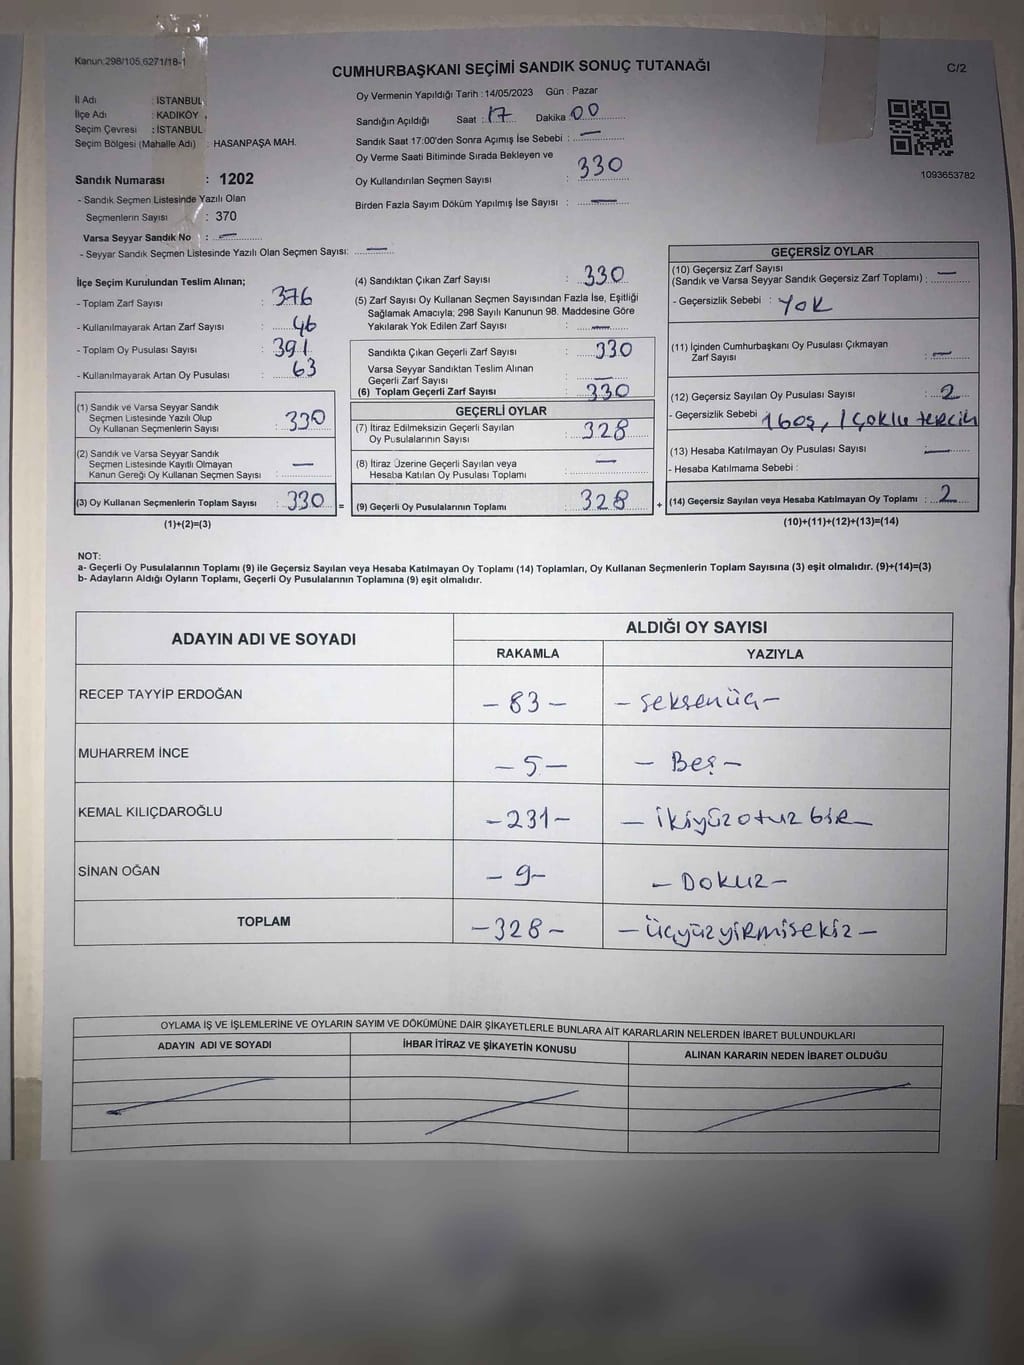 Kanun:298/105,6271/18-1
CUMHURBAŞKANI SEÇİMİ SANDIK SONUÇ TUTANAĞI
C/2
İl Adı : İSTANBUL
İlçe Adı : KADIKÖY
Seçim Çevresi : İSTANBUL
Seçim Bölgesi (Mahalle Adı) : HASANPAŞA MAH.
Sandık Numarası : 1202
- Sandık Seçmen Listesinde Yazılı Olan
Seçmenlerin Sayısı : 370
Varsa Seyyar Sandık No : —
- Seyyar Sandık Seçmen Listesinde Yazılı Olan Seçmen Sayısı: —
Oy Vermenin Yapıldığı Tarih : 14/05/2023 Gün : Pazar
Sandığın Açıldığı Saat : 17 Dakika 00
Sandık Saat 17:00'den Sonra Açımış İse Sebebi : —
Oy Verme Saati Bitiminde Sırada Bekleyen ve
Oy Kullandırılan Seçmen Sayısı : 330
Birden Fazla Sayım Döküm Yapılmış İse Sayısı : —
1093653782
İlçe Seçim Kurulundan Teslim Alınan;
- Toplam Zarf Sayısı : 376
- Kullanılmayarak Artan Zarf Sayısı : 46
- Toplam Oy Pusulası Sayısı : 391
- Kullanılmayarak Artan Oy Pusulası : 63
(1) Sandık ve Varsa Seyyar Sandık
Seçmen Listesinde Yazılı Olup
Oy Kullanan Seçmenlerin Sayısı : 330
(2) Sandık ve Varsa Seyyar Sandık
Seçmen Listesinde Kayıtlı Olmayan
Kanun Gereği Oy Kullanan Seçmen Sayısı : —
(3) Oy Kullanan Seçmenlerin Toplam Sayısı : 330 =
(1)+(2)=(3)
(4) Sandıktan Çıkan Zarf Sayısı : 330
(5) Zarf Sayısı Oy Kullanan Seçmen Sayısından Fazla İse, Eşitliği
Sağlamak Amacıyla; 298 Sayılı Kanunun 98. Maddesine Göre
Yakılarak Yok Edilen Zarf Sayısı : —
Sandıkta Çıkan Geçerli Zarf Sayısı : 330
Varsa Seyyar Sandıktan Teslim Alınan
Geçerli Zarf Sayısı : —
(6) Toplam Geçerli Zarf Sayısı : 330
GEÇERLİ OYLAR
(7) İtiraz Edilmeksizin Geçerli Sayılan
Oy Pusulalarının Sayısı : 328
(8) İtiraz Üzerine Geçerli Sayılan veya
Hesaba Katılan Oy Pusulası Toplamı : —
(9) Geçerli Oy Pusulalarının Toplamı : 328 +
GEÇERSİZ OYLAR
(10) Geçersiz Zarf Sayısı
(Sandık ve Varsa Seyyar Sandık Geçersiz Zarf Toplamı) : —
- Geçersizlik Sebebi : YOK
(11) İçinden Cumhurbaşkanı Oy Pusulası Çıkmayan
Zarf Sayısı : —
(12) Geçersiz Sayılan Oy Pusulası Sayısı : 2
- Geçersizlik Sebebi 1 boş, 1 çoklu tercih
(13) Hesaba Katılmayan Oy Pusulası Sayısı : —
- Hesaba Katılmama Sebebi :
(14) Geçersiz Sayılan veya Hesaba Katılmayan Oy Toplamı : 2
(10)+(11)+(12)+(13)=(14)
NOT:
a- Geçerli Oy Pusulalarının Toplamı (9) ile Geçersiz Sayılan veya Hesaba Katılmayan Oy Toplamı (14) Toplamları, Oy Kullanan Seçmenlerin Toplam Sayısına (3) eşit olmalıdır. (9)+(14)=(3)
b- Adayların Aldığı Oyların Toplamı, Geçerli Oy Pusulalarının Toplamına (9) eşit olmalıdır.
ADAYIN ADI VE SOYADI
ALDIĞI OY SAYISI
RAKAMLA YAZIYLA
RECEP TAYYİP ERDOĞAN – 83 – – Seksenüç –
MUHARREM İNCE – 5 – – Beş –
KEMAL KILIÇDAROĞLU – 231 – – İkiyüzotuzbir –
SİNAN OĞAN – 9 – – Dokuz –
TOPLAM – 328 – – Üçyüzyirmisekiz –
OYLAMA İŞ VE İŞLEMLERİNE VE OYLARIN SAYIM VE DÖKÜMÜNE DAİR ŞİKAYETLERLE BUNLARA AİT KARARLARIN NELERDEN İBARET BULUNDUKLARI
ADAYIN ADI VE SOYADI İHBAR İTİRAZ VE ŞİKAYETİN KONUSU ALINAN KARARIN NEDEN İBARET OLDUĞU